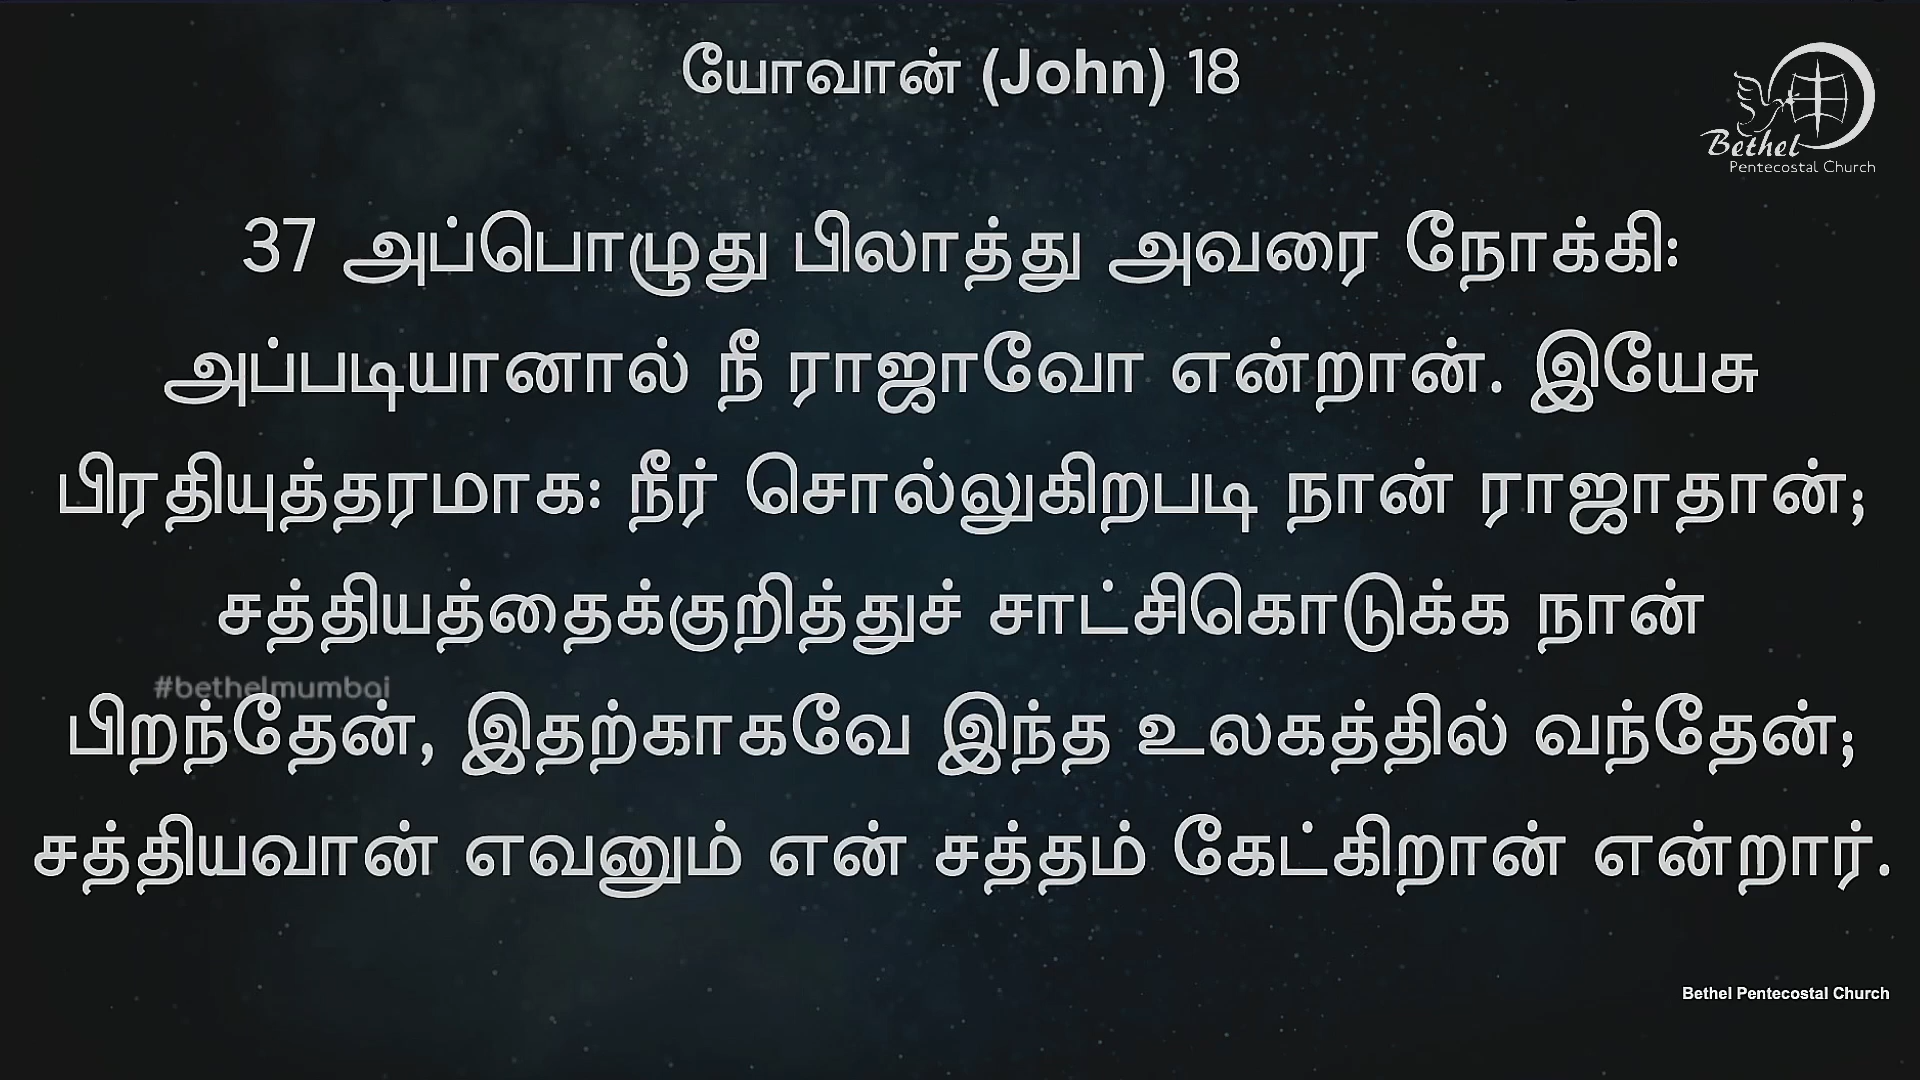 யோவான் (John) 18
Bethel
Pentecostal Church
37 அப்பொழுது பிலாத்து அவரை நோக்கி:
அப்படியானால் நீ ராஜாவோ என்றான். இயேசு
பிரதியுத்தரமாக: நீர் சொல்லுகிறபடி நான் ராஜாதான்;
சத்தியத்தைக்குறித்துச் சாட்சிகொடுக்க நான்
#bethelmumbai
பிறந்தேன், இதற்காகவே இந்த உலகத்தில் வந்தேன்;
சத்தியவான் எவனும் என் சத்தம் கேட்கிறான் என்றார்.
Bethel Pentecostal Church